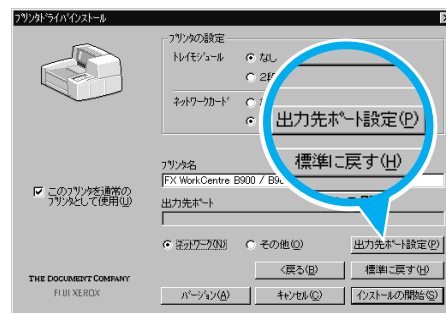 プリンタドライバインストール
プリンタの設定
トレイモジュール
なし
ネットワークカード
出力先ポート設定(P)
標準に戻す(H)
プリンタ名
FX WorkCentre B900 / B9
このプリンタを通常の
プリンタとして使用(U)
出力先ポート
ネットワーク(N)
その他(O)
出力先ポート設定(P)
<戻る(B)
標準に戻す(H)
THE DOCUMENT COMPANY
FUJI XEROX
バージョン(A)
キャンセル(C)
インストールの開始(S)